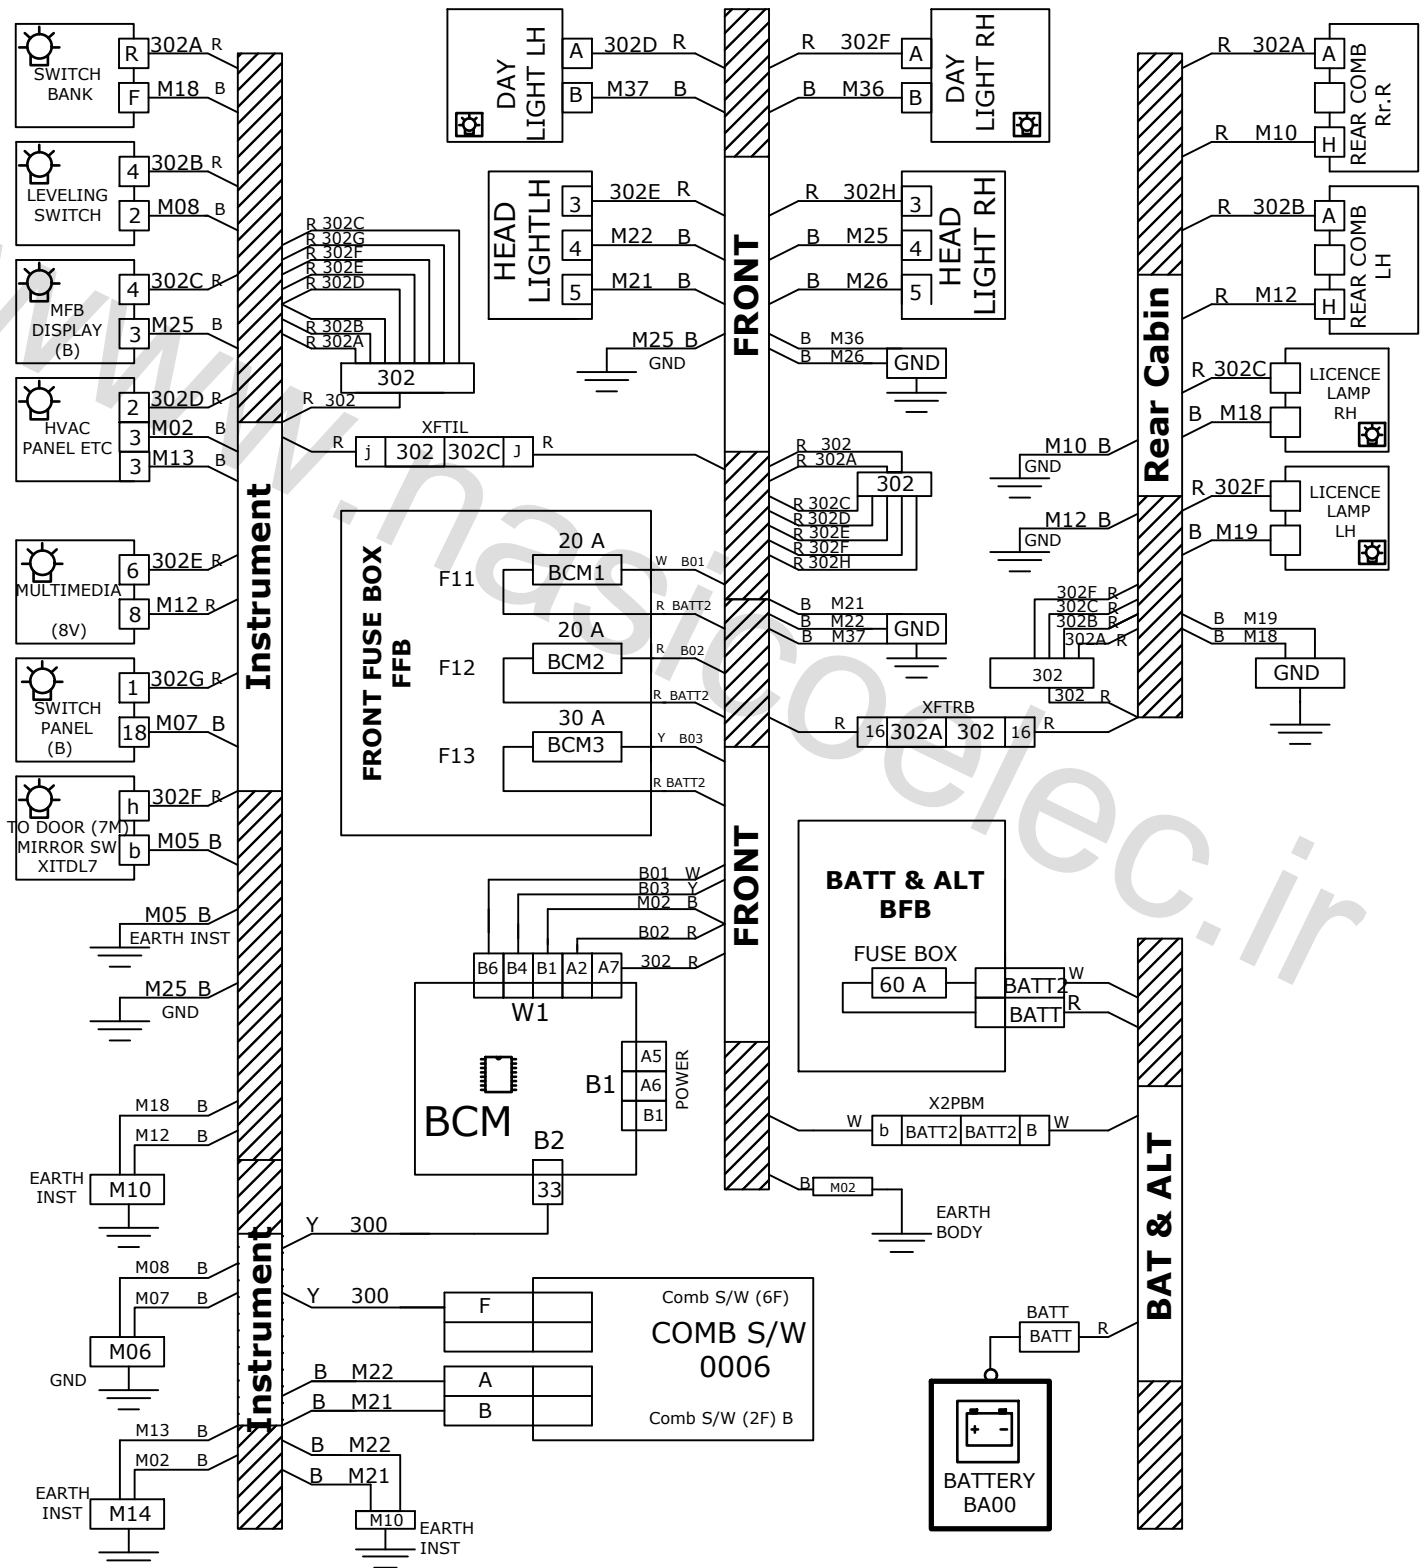 302A R
R
SWITCH
BANK
F
M18 B
4
302B R
LEVELING
SWITCH
2
M08 B
4
302C R
MFB
DISPLAY
(B)
3
M25 B
2
302D R
HVAC
PANEL ETC
3
M02 B
3
M13 B
MULTIMEDIA
(8V)
6
302E R
8
M12 R
SWITCH
PANEL
(B)
1
302G R
18
M07 B
TO DOOR (7M)
MIRROR SW
XITDL7
h
302F R
b
M05 B
M05 B
EARTH INST
M25 B
GND
M18 B
M12 B
EARTH
INST
M10
M08 B
M07 B
M06
GND
M13 B
M02 B
EARTH
INST
M14
Instrument
Instrument
R 302C
R 302G
R 302F
R 302E
R 302D
R 302B
R 302A
302
R 302
XFTIL
R j 302 302C J R
DAY
LIGHT LH
A 302D R
B M37 B
HEAD
LIGHTLH
3 302E R
4 M22 B
5 M21 B
M25 B
GND
FRONT
R 302F A
B M36 B
DAY
LIGHT RH
R 302H 3
B M25 4
B M26 5
HEAD
LIGHT RH
B M36
B M26
GND
R 302
R 302A
302
R 302C
R 302D
R 302E
R 302F
R 302H
B M21
B M22
B M37
GND
XFTRB
R 16 302A 302 16 R
FRONT FUSE BOX
FFB
20 A
F11 BCM1 W B01
R BATT2
20 A
F12 BCM2 R B02
R BATT2
30 A
F13 BCM3 Y B03
R BATT2
FRONT
B01 W
B03 Y
M02 B
B02 R
302 R
B6 B4 B1 A2 A7
W1
BCM
B1
A5
A6
B1
POWER
B2
33
Y 300
Y 300
F
A
B
B M22
B M21
Comb S/W (6F)
COMB S/W
0006
Comb S/W (2F) B
B M22
B M21
M10
EARTH
INST
R 302A A
R M10 H
REAR COMB
Rr.R
R 302B A
R M12 H
REAR COMB
LH
Rear Cabin
R 302C
B M18
LICENCE
LAMP
RH
M10 B
GND
R 302F
B M19
LICENCE
LAMP
LH
M12 B
GND
302F R
302C R
302B R
302A R
302
302 R
B M19
B M18
GND
BATT & ALT
BFB
FUSE BOX
60 A
BATT2 W
BATT R
X2PBM
W b BATT2 BATT2 B W
B M02
EARTH
BODY
BAT & ALT
BATT
BATT R
+ -
BATTERY
BA00
www.nasicoelec.ir